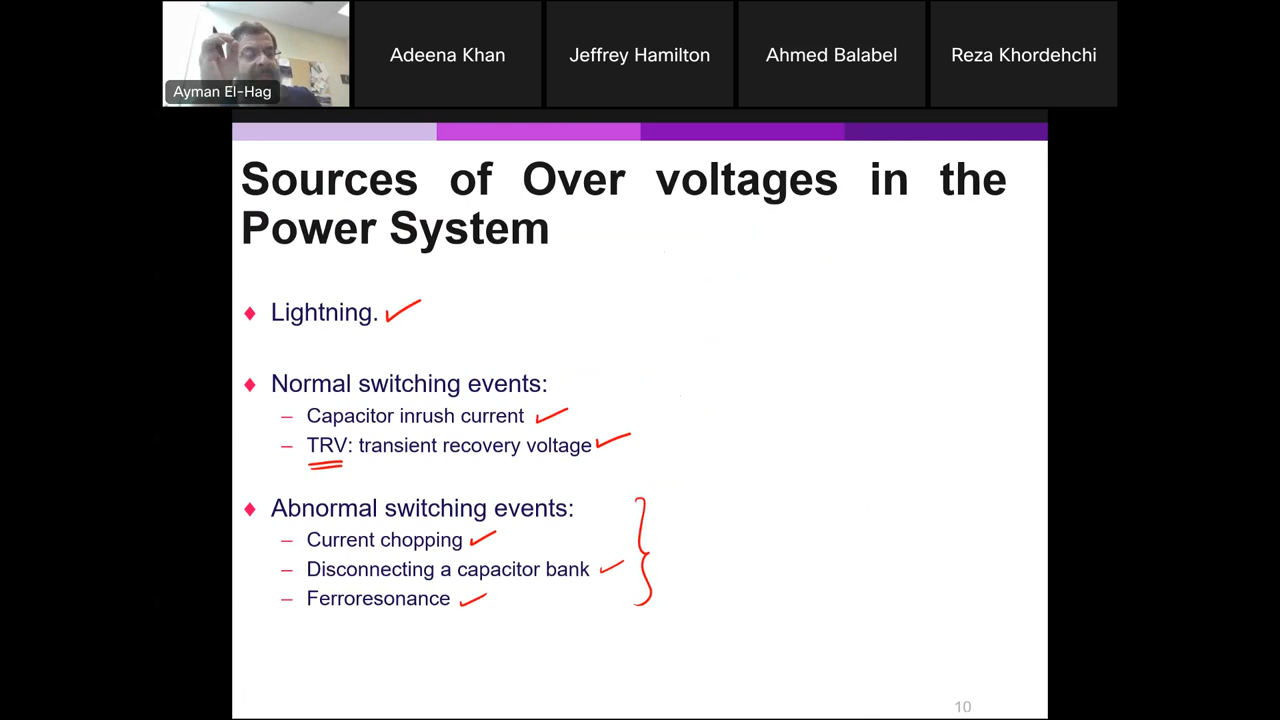 Ayman El-Hag
Adeena Khan
Jeffrey Hamilton
Ahmed Balabel
Reza Khordehchi
Sources of Over voltages in the
Power System
♦ Lightning.
♦ Normal switching events:
– Capacitor inrush current
– TRV: transient recovery voltage
♦ Abnormal switching events:
– Current chopping
– Disconnecting a capacitor bank
– Ferroresonance
10